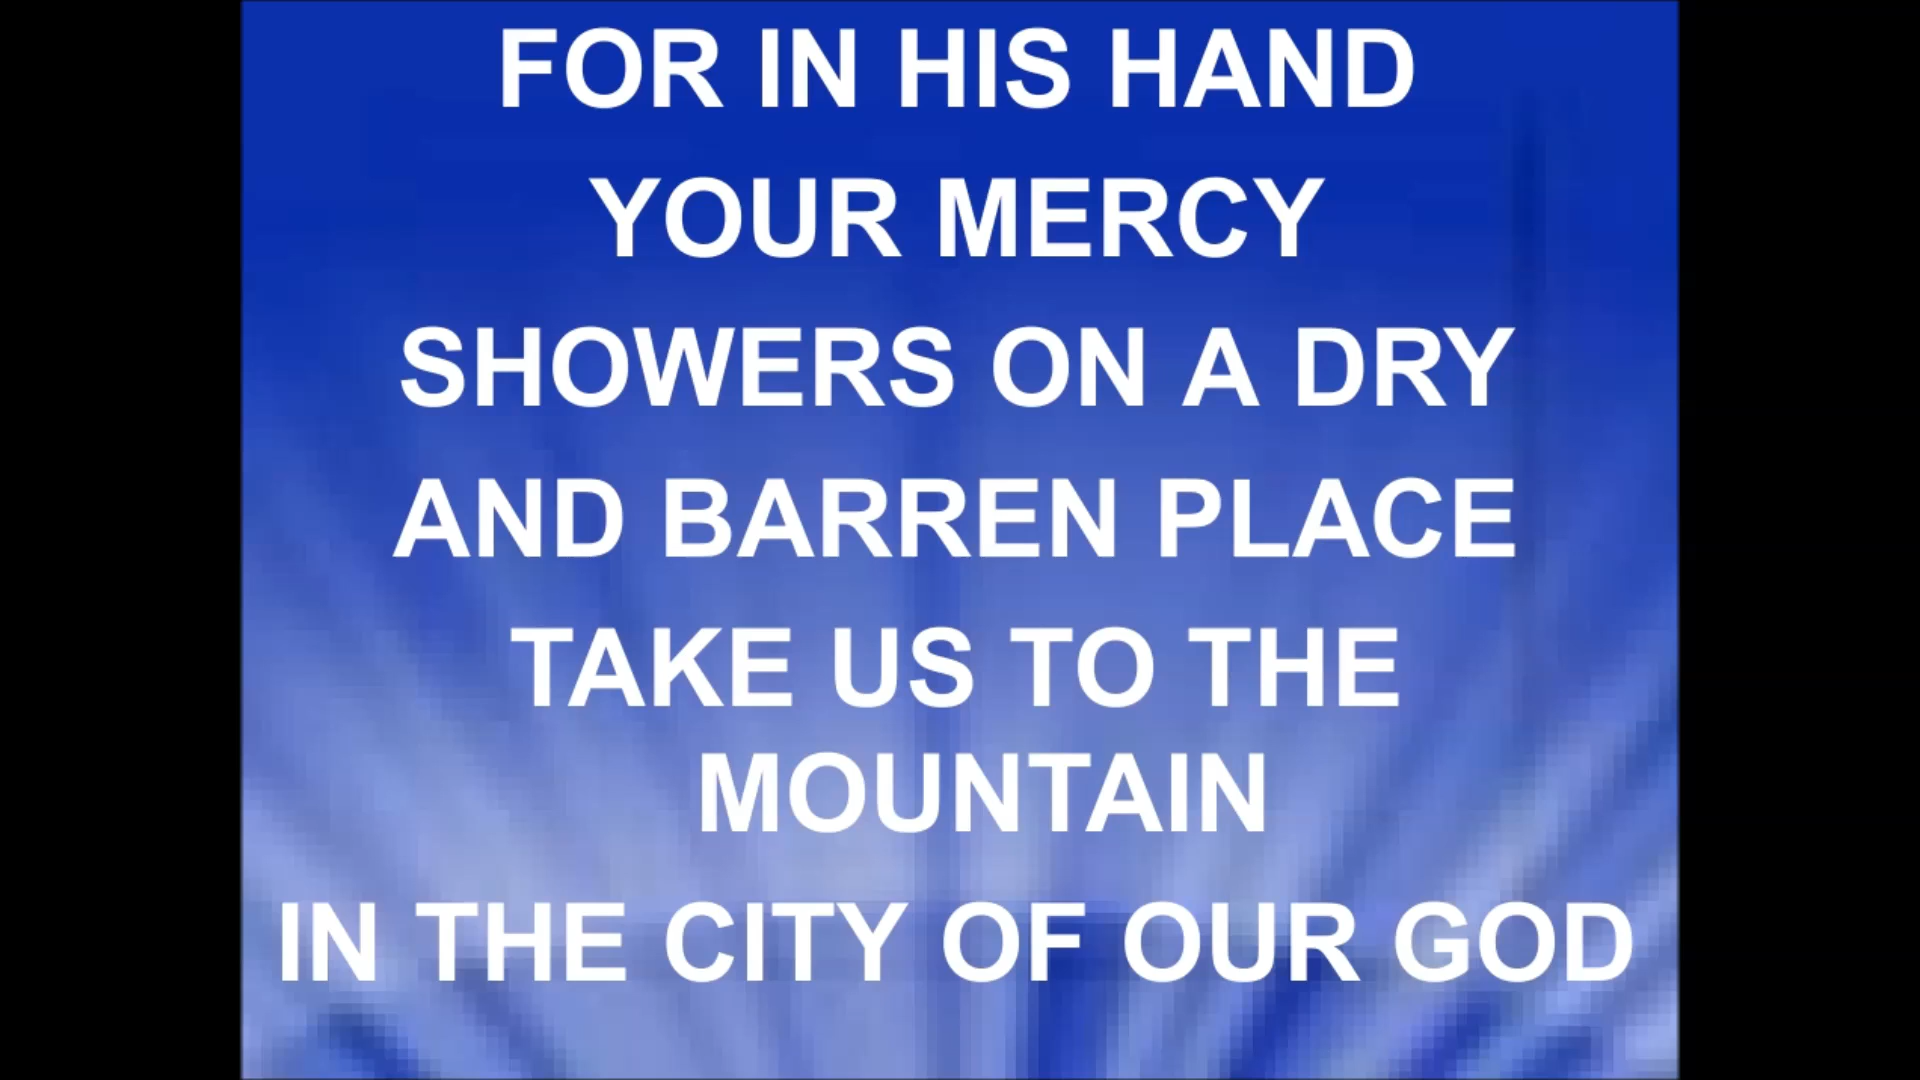 FOR IN HIS HAND
YOUR MERCY
SHOWERS ON A DRY
AND BARREN PLACE
TAKE US TO THE
MOUNTAIN
IN THE CITY OF OUR GOD